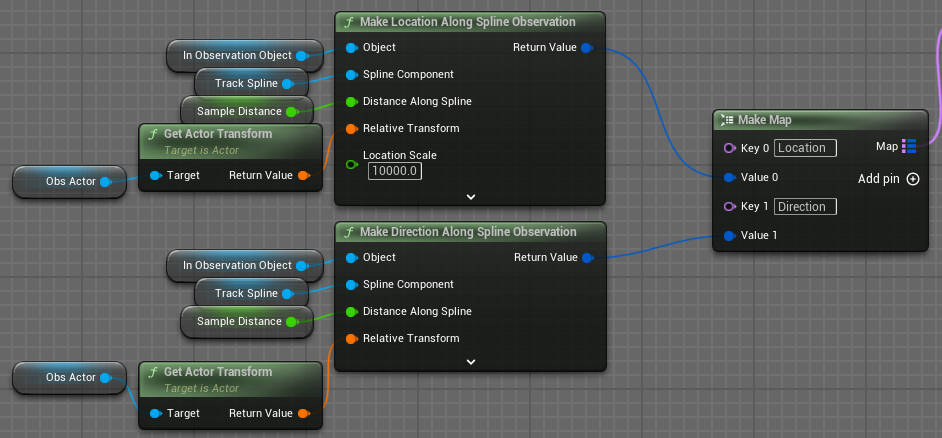 Make Location Along Spline Observation
In Observation Object
Object
Return Value
Track Spline
Spline Component
Sample Distance
Distance Along Spline
Get Actor Transform
Target is Actor
Relative Transform
Obs Actor
Target
Return Value
Location Scale
10000.0
Make Map
Key 0 Location
Map
Value 0
Add pin
Key 1 Direction
Value 1
Make Direction Along Spline Observation
In Observation Object
Object
Return Value
Track Spline
Spline Component
Sample Distance
Distance Along Spline
Relative Transform
Obs Actor
Get Actor Transform
Target is Actor
Target
Return Value